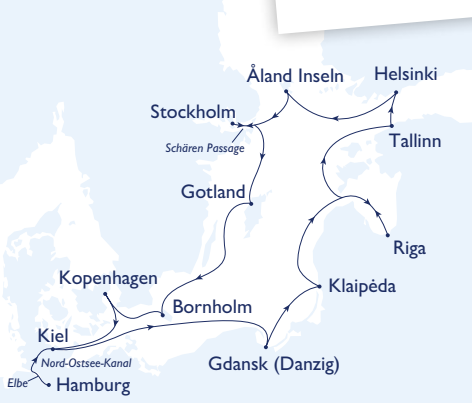 Åland Inseln
Helsinki
Stockholm
Schären Passage
Tallinn
Gotland
Riga
Kopenhagen
Klaipėda
Bornholm
Kiel
Nord-Ostsee-Kanal
Gdansk (Danzig)
Elbe
Hamburg